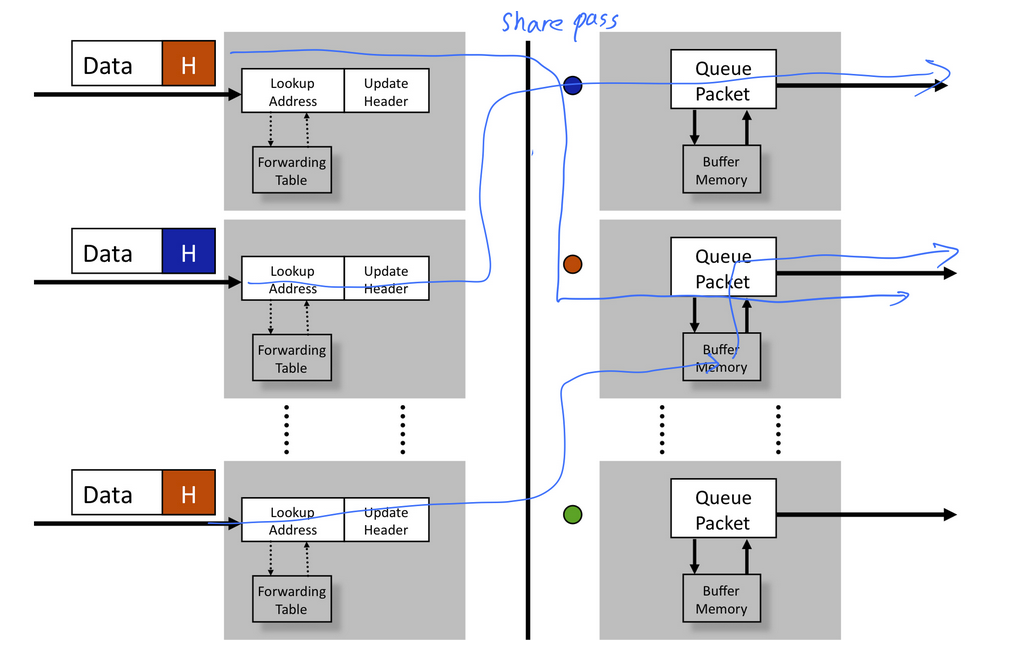 Share pass
Data H
Lookup
Address
Update
Header
Forwarding
Table
Queue
Packet
Buffer
Memory
Data H
Lookup
Address
Update
Header
Forwarding
Table
Queue
Packet
Buffer
Memory
Data H
Lookup
Address
Update
Header
Forwarding
Table
Queue
Packet
Buffer
Memory